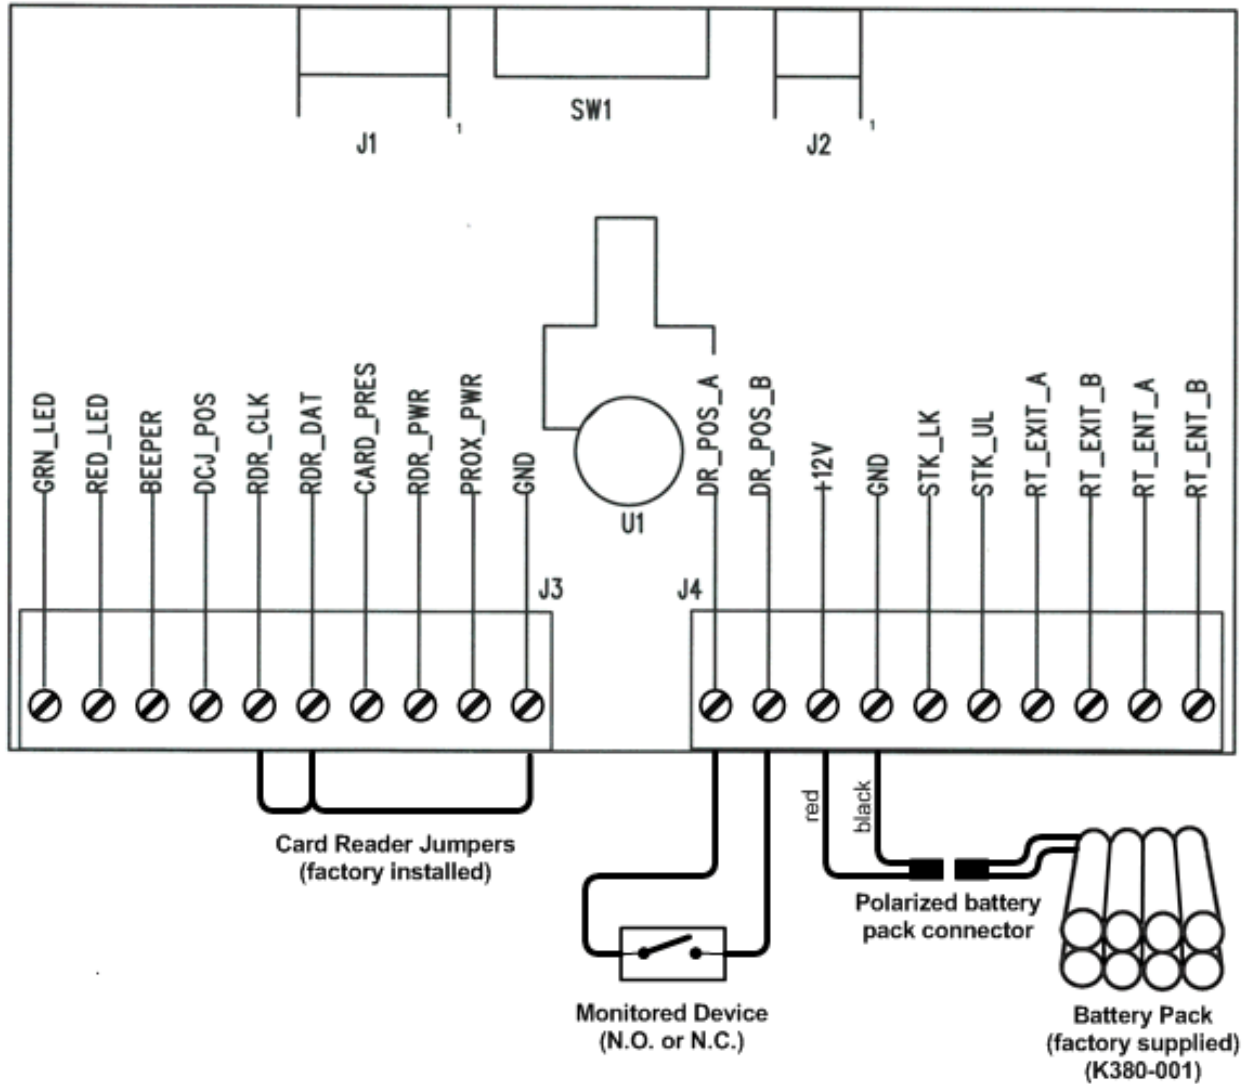 J1
1
SW1
J2
1
GRN_LED
RED_LED
BEEPER
DCJ_POS
RDR_CLK
RDR_DAT
CARD_PRES
RDR_PWR
PROX_PWR
GND
U1
DR_POS_A
DR_POS_B
+12V
GND
STK_LK
STK_UL
RT_EXIT_A
RT_EXIT_B
RT_ENT_A
RT_ENT_B
J3
J4
red
black
Card Reader Jumpers
(factory installed)
Polarized battery
pack connector
Monitored Device
(N.O. or N.C.)
Battery Pack
(factory supplied)
(K380-001)